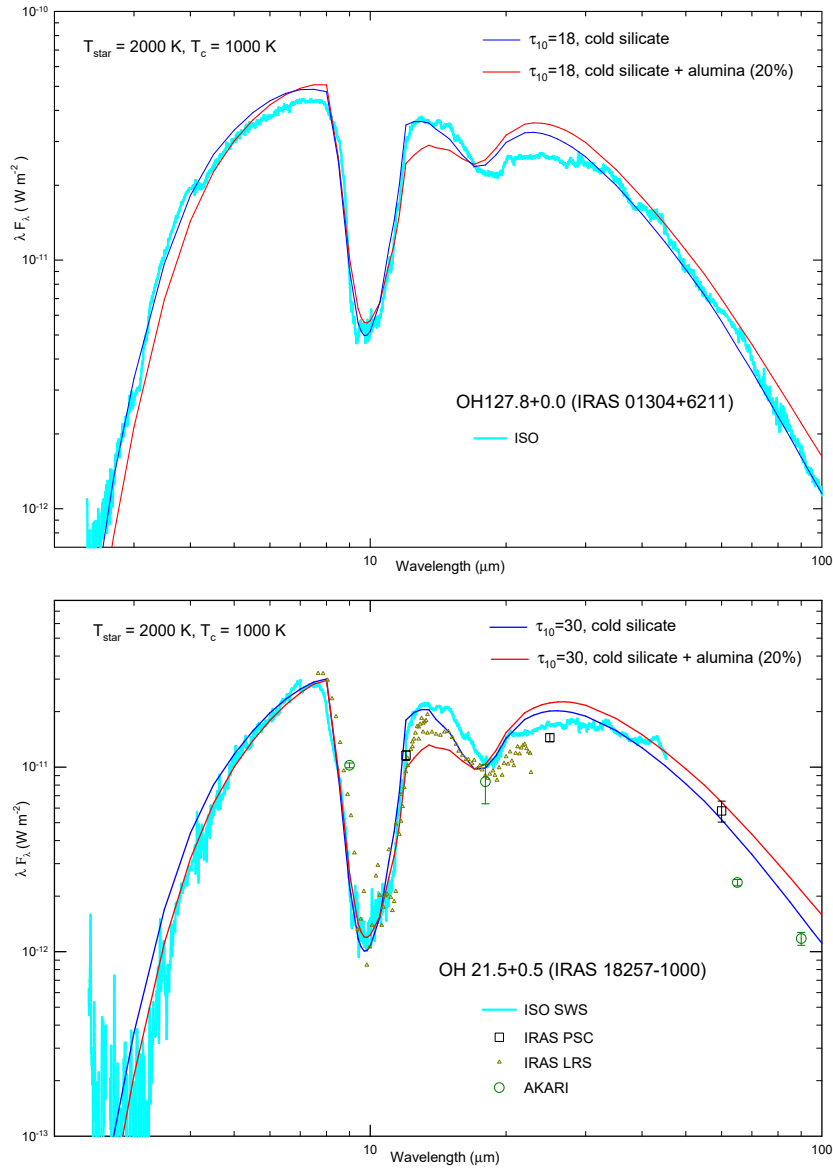 10⁻¹⁰
T_star = 2000 K, T_c = 1000 K
τ₁₀=18, cold silicate
τ₁₀=18, cold silicate + alumina (20%)
λ F_λ ( W m⁻²)
10⁻¹¹
OH127.8+0.0 (IRAS 01304+6211)
ISO
10⁻¹²
10
100
Wavelength (μm)
T_star = 2000 K, T_c = 1000 K
τ₁₀=30, cold silicate
τ₁₀=30, cold silicate + alumina (20%)
10⁻¹¹
λ F_λ (W m⁻²)
10⁻¹²
OH 21.5+0.5 (IRAS 18257-1000)
ISO SWS
IRAS PSC
IRAS LRS
AKARI
10⁻¹³
10
100
Wavelength (μm)